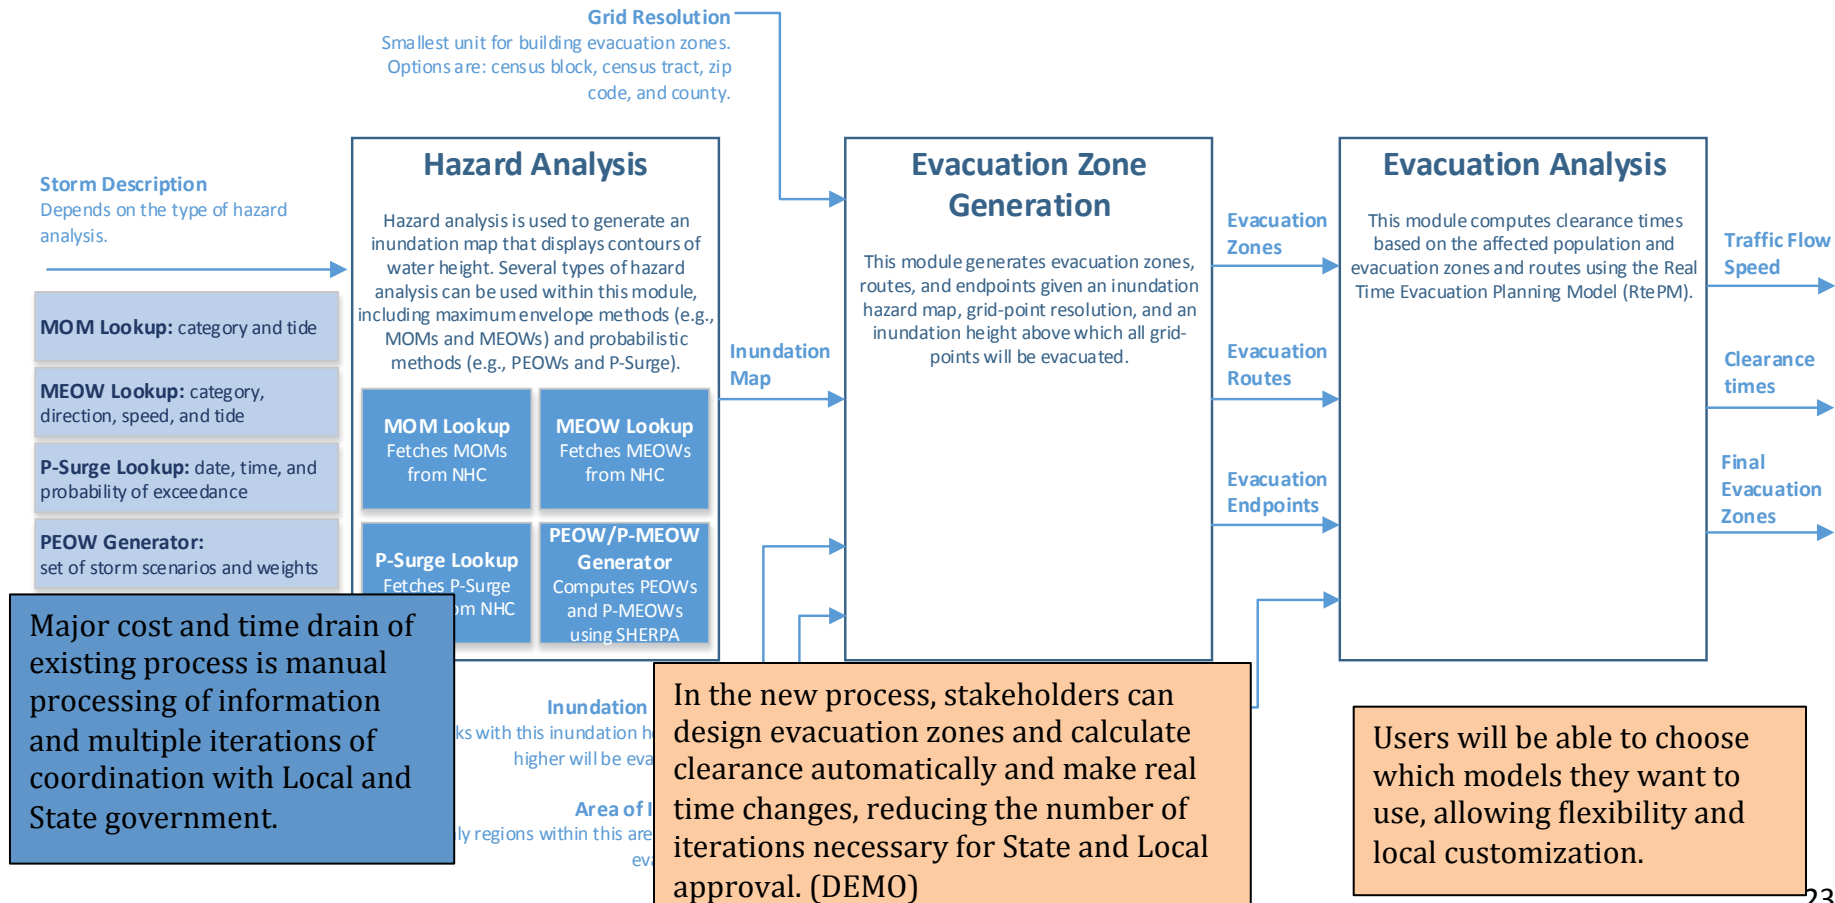 Grid Resolution
Smallest unit for building evacuation zones.
Options are: census block, census tract, zip
code, and county.
Storm Description
Depends on the type of hazard
analysis.
MOM Lookup: category and tide
MEOW Lookup: category,
direction, speed, and tide
P-Surge Lookup: date, time, and
probability of exceedance
PEOW Generator:
set of storm scenarios and weights
Hazard Analysis
Hazard analysis is used to generate an
inundation map that displays contours of
water height. Several types of hazard
analysis can be used within this module,
including maximum envelope methods (e.g.,
MOMs and MEOWs) and probabilistic
methods (e.g., PEOWs and P-Surge).
MOM Lookup
Fetches MOMs
from NHC
MEOW Lookup
Fetches MEOWs
from NHC
P-Surge Lookup
Fetches P-Surge
NHC
PEOW/P-MEOW
Generator
Computes PEOWs
and P-MEOWs
using SHERPA
Inundation
Map
Evacuation Zone
Generation
This module generates evacuation zones,
routes, and endpoints given an inundation
hazard map, grid-point resolution, and an
inundation height above which all grid-
points will be evacuated.
Evacuation
Zones
Evacuation
Routes
Evacuation
Endpoints
Evacuation Analysis
This module computes clearance times
based on the affected population and
evacuation zones and routes using the Real
Time Evacuation Planning Model (RtePM).
Traffic Flow
Speed
Clearance
times
Final
Evacuation
Zones
Major cost and time drain of
existing process is manual
processing of information
and multiple iterations of
coordination with Local and
State government.
Inundation
with this inundation
higher will be
Area of
regions within this
In the new process, stakeholders can
design evacuation zones and calculate
clearance automatically and make real
time changes, reducing the number of
iterations necessary for State and Local
approval. (DEMO)
Users will be able to choose
which models they want to
use, allowing flexibility and
local customization.
23